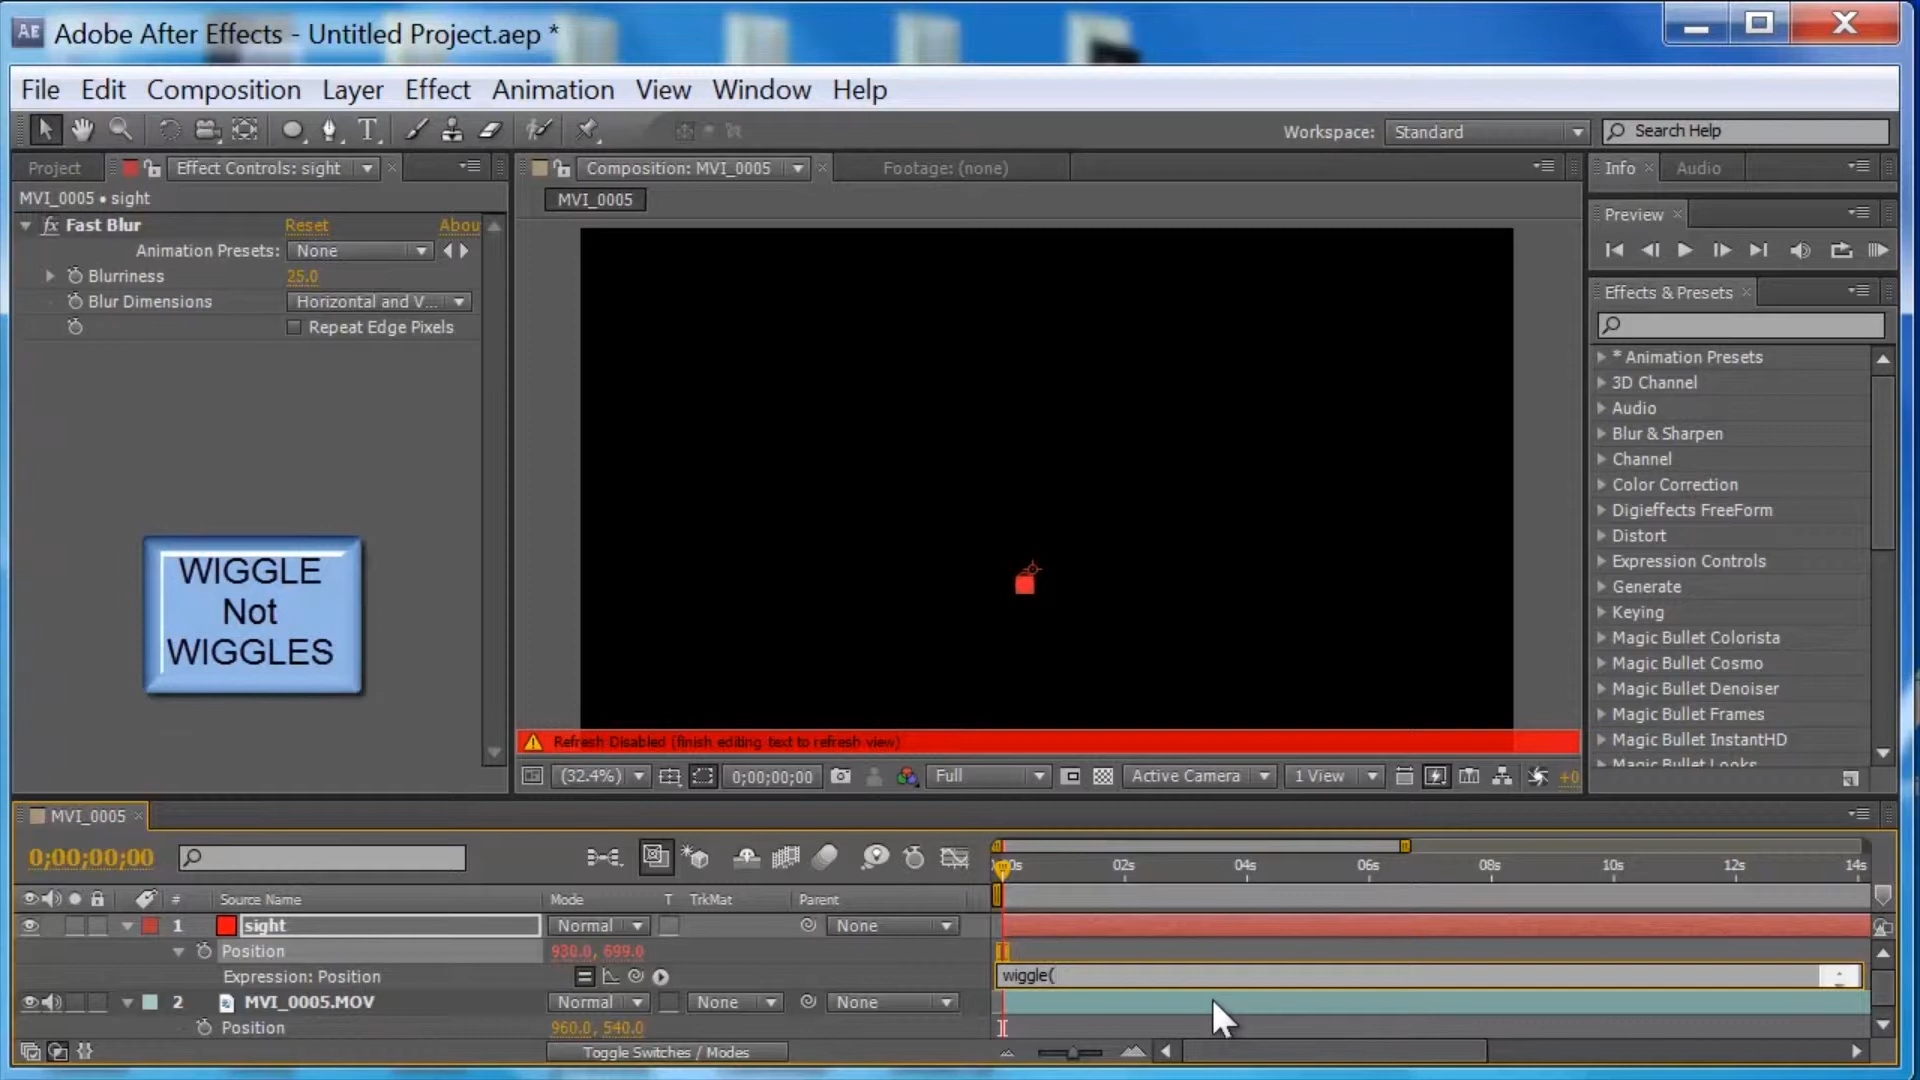 Adobe After Effects - Untitled Project.aep *
File Edit Composition Layer Effect Animation View Window Help
Workspace: Standard Search Help
Project Effect Controls: sight Composition: MVI_0005 Footage: (none) Info Audio
MVI_0005 • sight
MVI_0005
Preview
fx Fast Blur Reset Abou
Animation Presets: None
Blurriness 25.0
Blur Dimensions Horizontal and V...
Repeat Edge Pixels
Effects & Presets
* Animation Presets
3D Channel
Audio
Blur & Sharpen
Channel
Color Correction
Digieffects FreeForm
Distort
Expression Controls
Generate
Keying
Magic Bullet Colorista
Magic Bullet Cosmo
Magic Bullet Denoiser
Magic Bullet Frames
Magic Bullet InstantHD
Magic Bullet Looks
WIGGLE
Not
WIGGLES
Refresh Disabled (finish editing text to refresh view)
(32.4%) 0;00;00;00 Full Active Camera 1 View +0
MVI_0005
0;00;00;00
02s 04s 06s 08s 10s 12s 14s
# Source Name Mode T TrkMat Parent
1 sight Normal None
Position 930.0, 699.0
Expression: Position wiggle(
2 MVI_0005.MOV Normal None None
Position 960.0, 540.0
Toggle Switches / Modes